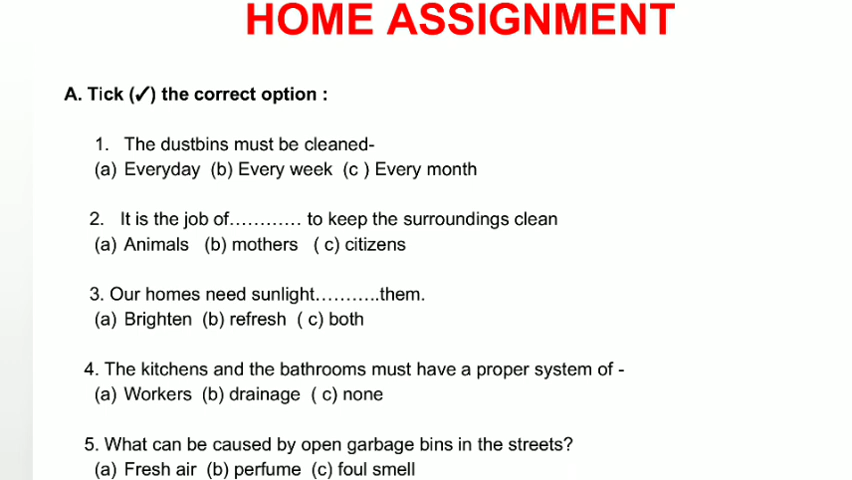 HOME ASSIGNMENT
A. Tick (✓) the correct option :
1. The dustbins must be cleaned-
(a) Everyday (b) Every week (c ) Every month
2. It is the job of………… to keep the surroundings clean
(a) Animals (b) mothers ( c) citizens
3. Our homes need sunlight………..them.
(a) Brighten (b) refresh ( c) both
4. The kitchens and the bathrooms must have a proper system of -
(a) Workers (b) drainage ( c) none
5. What can be caused by open garbage bins in the streets?
(a) Fresh air (b) perfume (c) foul smell